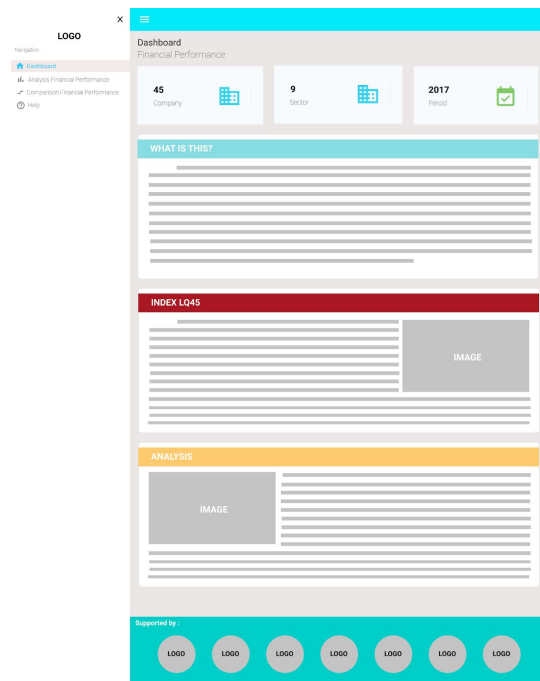 X
LOGO
Navigation
Dashboard
Analysis Financial Performance
Comparison Financial Performance
Help
Dashboard
Financial Performance
45
Company
9
Sector
2017
Period
WHAT IS THIS?
INDEX LQ45
IMAGE
ANALYSIS
IMAGE
Supported by :
LOGO LOGO LOGO LOGO LOGO LOGO LOGO